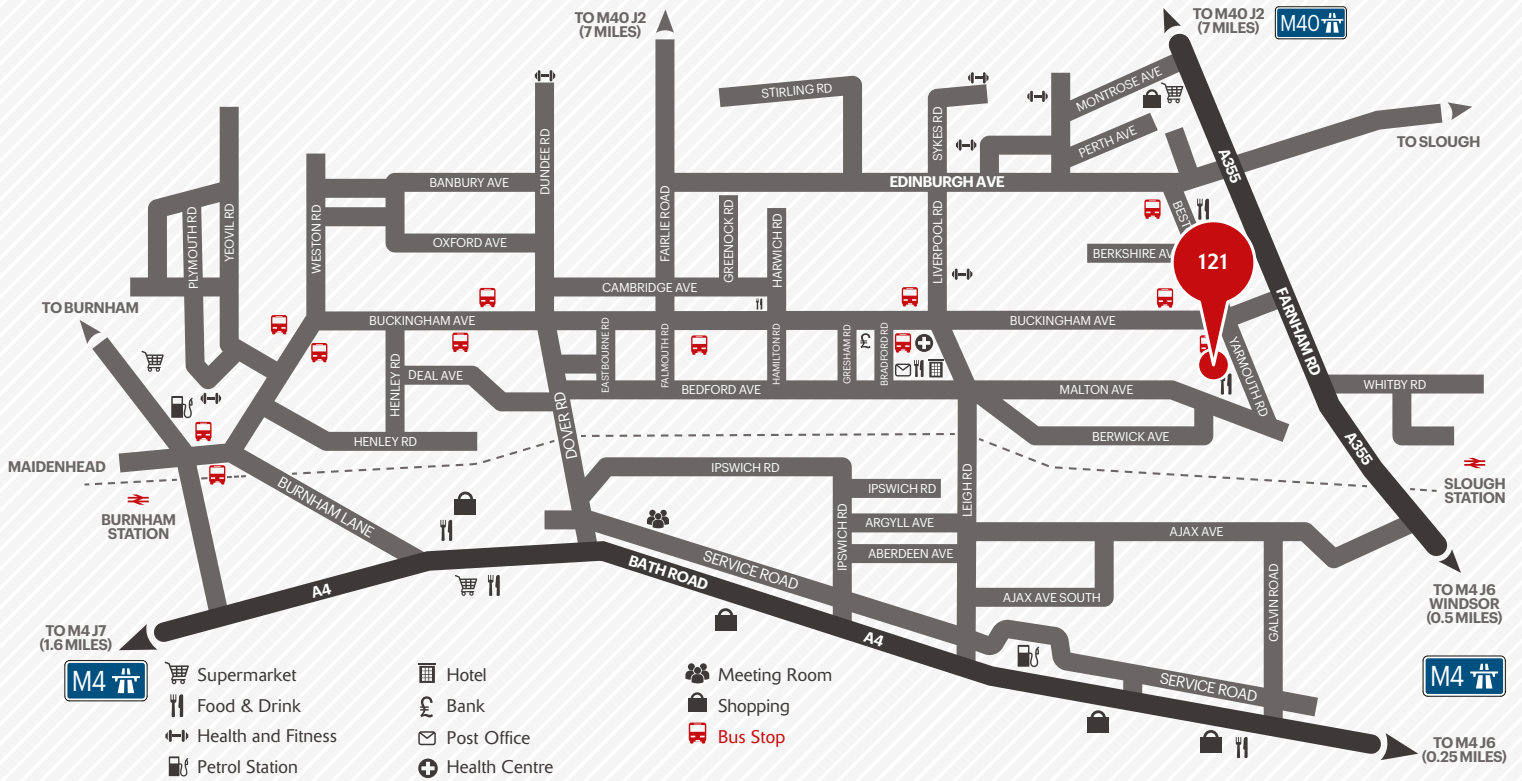 TO M40 J2
(7 MILES)
TO M40 J2
(7 MILES)
M40
MONTROSE AVE
STIRLING RD
SYKES RD
PERTH AVE
A355
TO SLOUGH
DUNDEE RD
BANBURY AVE
EDINBURGH AVE
PLYMOUTH RD
YEOVIL RD
WESTON RD
OXFORD AVE
FAIRLIE ROAD
GREENOCK RD
HARWICH RD
LIVERPOOL RD
BEST
BERKSHIRE AV
121
CAMBRIDGE AVE
TO BURNHAM
BUCKINGHAM AVE
BUCKINGHAM AVE
FARNHAM RD
EASTBOURNE RD
FALMOUTH RD
HAMILTON RD
GRESHAM RD
£
BRADFORD RD
YARMOUTH RD
HENLEY RD
DEAL AVE
BEDFORD AVE
MALTON AVE
WHITBY RD
DOVER RD
HENLEY RD
BERWICK AVE
A355
MAIDENHEAD
IPSWICH RD
IPSWICH RD
LEIGH RD
SLOUGH
STATION
BURNHAM
STATION
BURNHAM LANE
IPSWICH RD
ARGYLL AVE
AJAX AVE
ABERDEEN AVE
SERVICE ROAD
BATH ROAD
A4
AJAX AVE SOUTH
GALVIN ROAD
TO M4 J6
WINDSOR
(0.5 MILES)
TO M4 J7
(1.6 MILES)
A4
M4
M4
SERVICE ROAD
TO M4 J6
(0.25 MILES)
Supermarket
Food & Drink
Health and Fitness
Petrol Station
Hotel
£ Bank
Post Office
Health Centre
Meeting Room
Shopping
Bus Stop